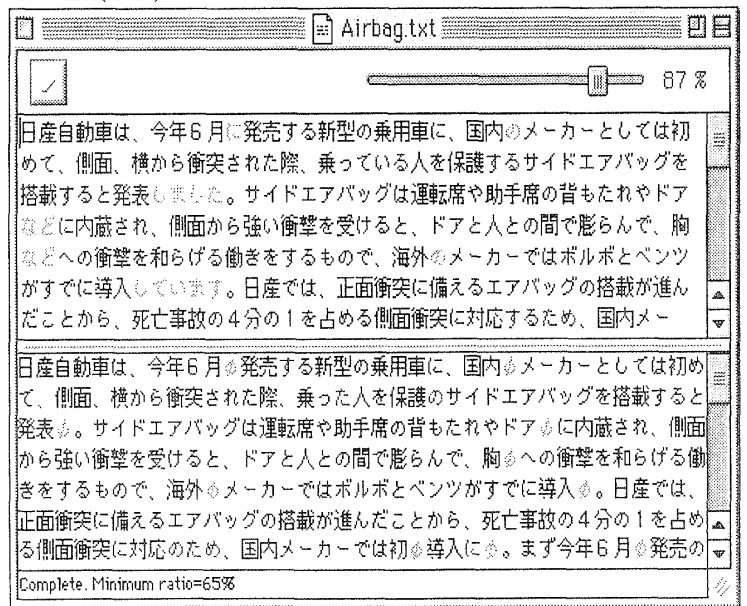 Airbag.txt
87 %
日産自動車は、今年6月に発売する新型の乗用車に、国内のメーカーとしては初
めて、側面、横から衝突された際、乗っている人を保護するサイドエアバッグを
搭載すると発表しました。サイドエアバッグは運転席や助手席の背もたれやドア
などに内蔵され、側面から強い衝撃を受けると、ドアと人との間で膨らんで、胸
などへの衝撃を和らげる働きをするもので、海外のメーカーではボルボとベンツ
がすでに導入しています。日産では、正面衝突に備えるエアバッグの搭載が進ん
だことから、死亡事故の4分の1を占める側面衝突に対応するため、国内メー
日産自動車は、今年6月発売する新型の乗用車に、国内メーカーとしては初め
て、側面、横から衝突された際、乗った人を保護のサイドエアバッグを搭載すると
発表。サイドエアバッグは運転席や助手席の背もたれやドアに内蔵され、側面
から強い衝撃を受けると、ドアと人との間で膨らんで、胸への衝撃を和らげる働
きをするもので、海外メーカーではボルボとベンツがすでに導入。日産では、
正面衝突に備えるエアバッグの搭載が進んだことから、死亡事故の4分の1を占め
る側面衝突に対応のため、国内メーカーでは初導入に。まず今年6月発売の
Complete. Minimum ratio=65%